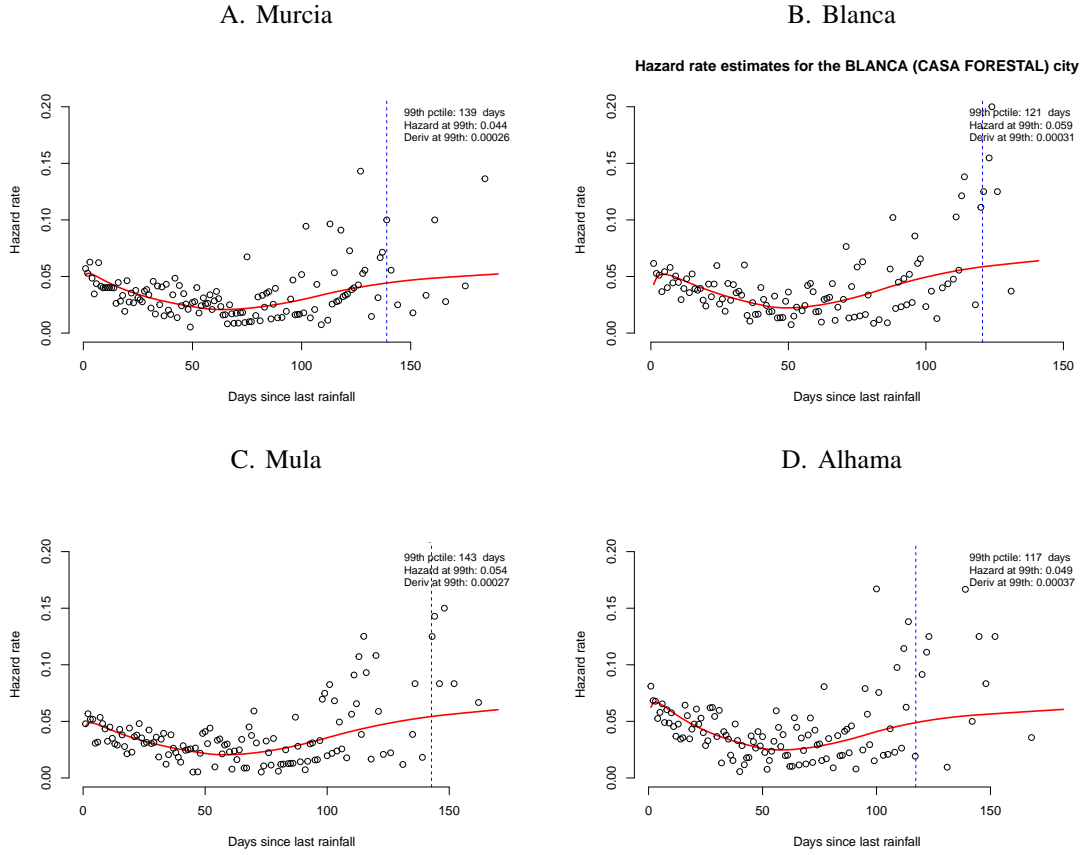 A. Murcia
99th pctile: 139 days
Hazard at 99th: 0.044
Deriv at 99th: 0.00026
Hazard rate
0.00
0.05
0.10
0.15
0.20
0
50
100
150
Days since last rainfall
B. Blanca
Hazard rate estimates for the BLANCA (CASA FORESTAL) city
99th pctile: 121 days
Hazard at 99th: 0.059
Deriv at 99th: 0.00031
Hazard rate
0.00
0.05
0.10
0.15
0.20
0
50
100
150
Days since last rainfall
C. Mula
99th pctile: 143 days
Hazard at 99th: 0.054
Deriv at 99th: 0.00027
Hazard rate
0.00
0.05
0.10
0.15
0.20
0
50
100
150
Days since last rainfall
D. Alhama
99th pctile: 117 days
Hazard at 99th: 0.049
Deriv at 99th: 0.00037
Hazard rate
0.00
0.05
0.10
0.15
0.20
0
50
100
150
Days since last rainfall